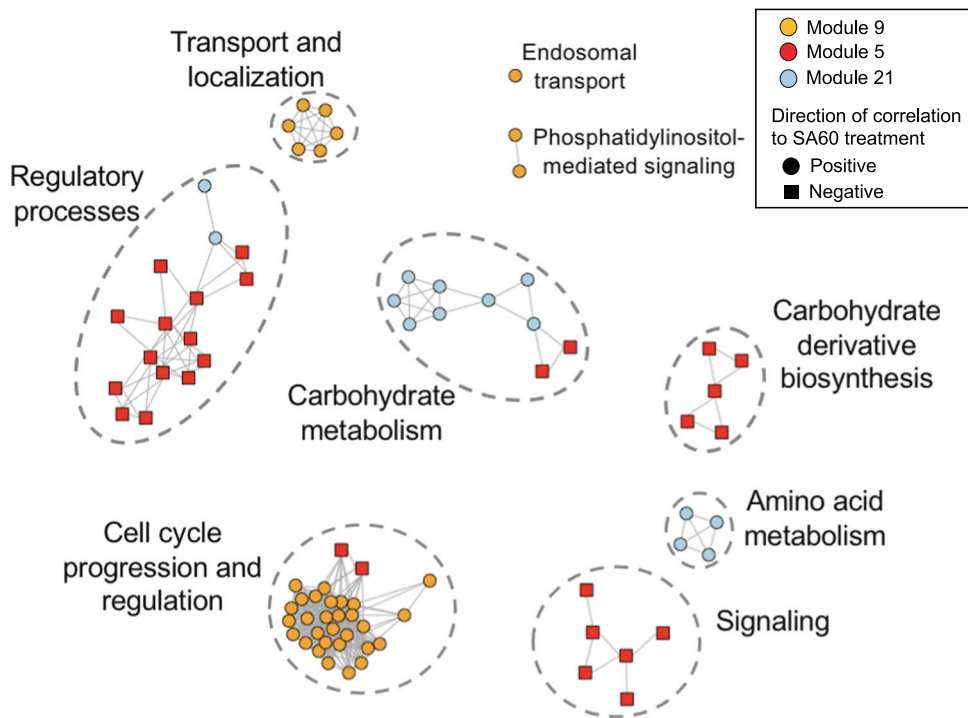 Transport and
localization
Endosomal
transport
Phosphatidylinositol-
mediated signaling
Module 9
Module 5
Module 21
Direction of correlation
to SA60 treatment
Positive
Negative
Regulatory
processes
Carbohydrate
metabolism
Carbohydrate
derivative
biosynthesis
Cell cycle
progression and
regulation
Amino acid
metabolism
Signaling